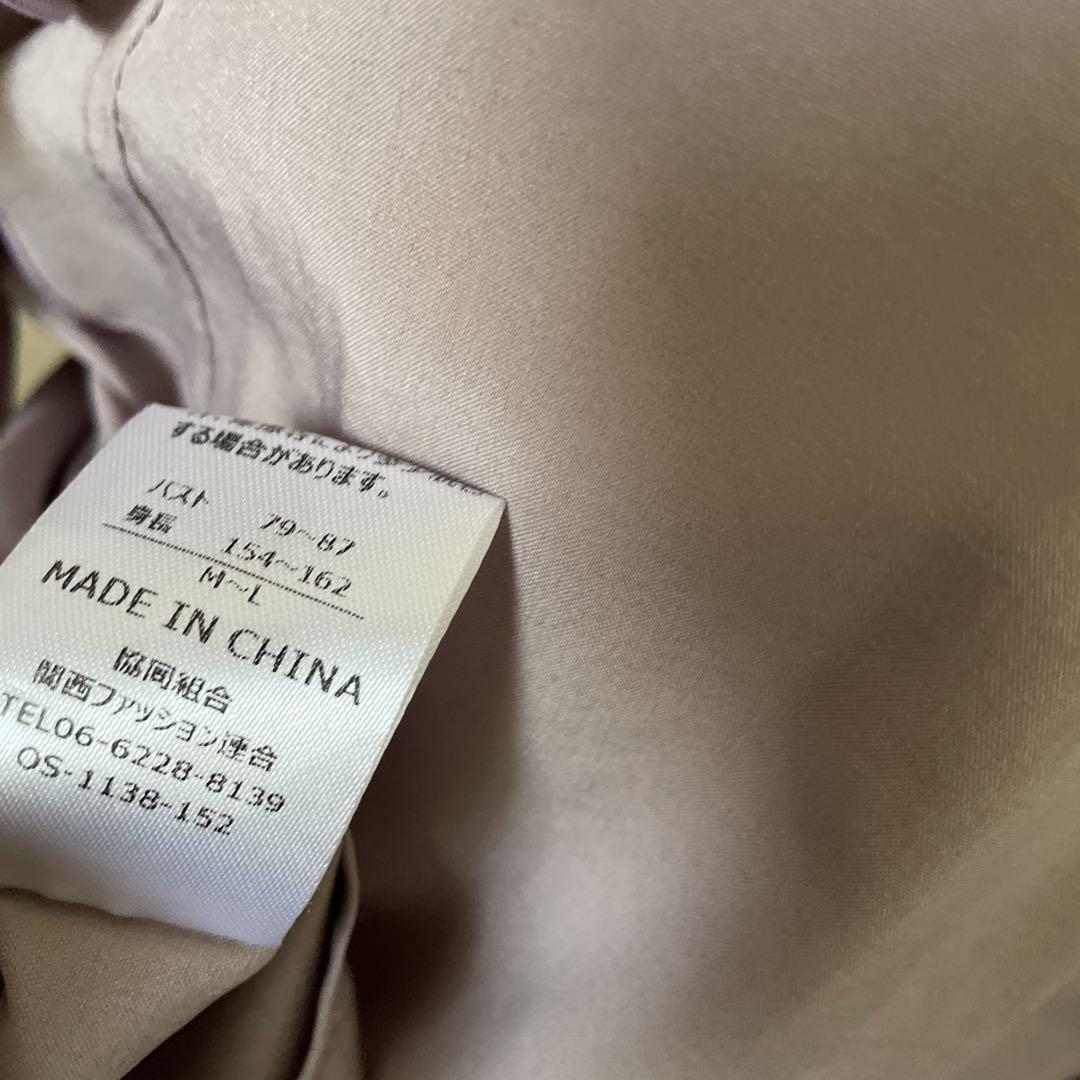 する場合があります。
バスト 79～87
身長 154～162
M～L
MADE IN CHINA
協同組合
関西ファッション連合
TEL06-6228-8139
OS-1138-152